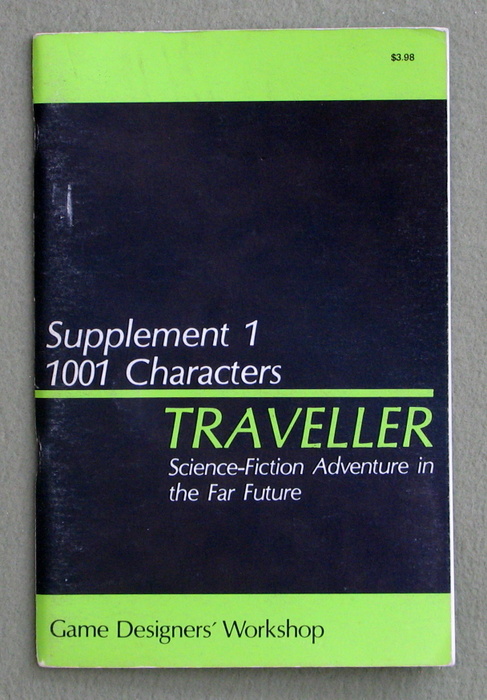 $3.98
Supplement 1
1001 Characters
TRAVELLER
Science-Fiction Adventure in
the Far Future
Game Designers' Workshop